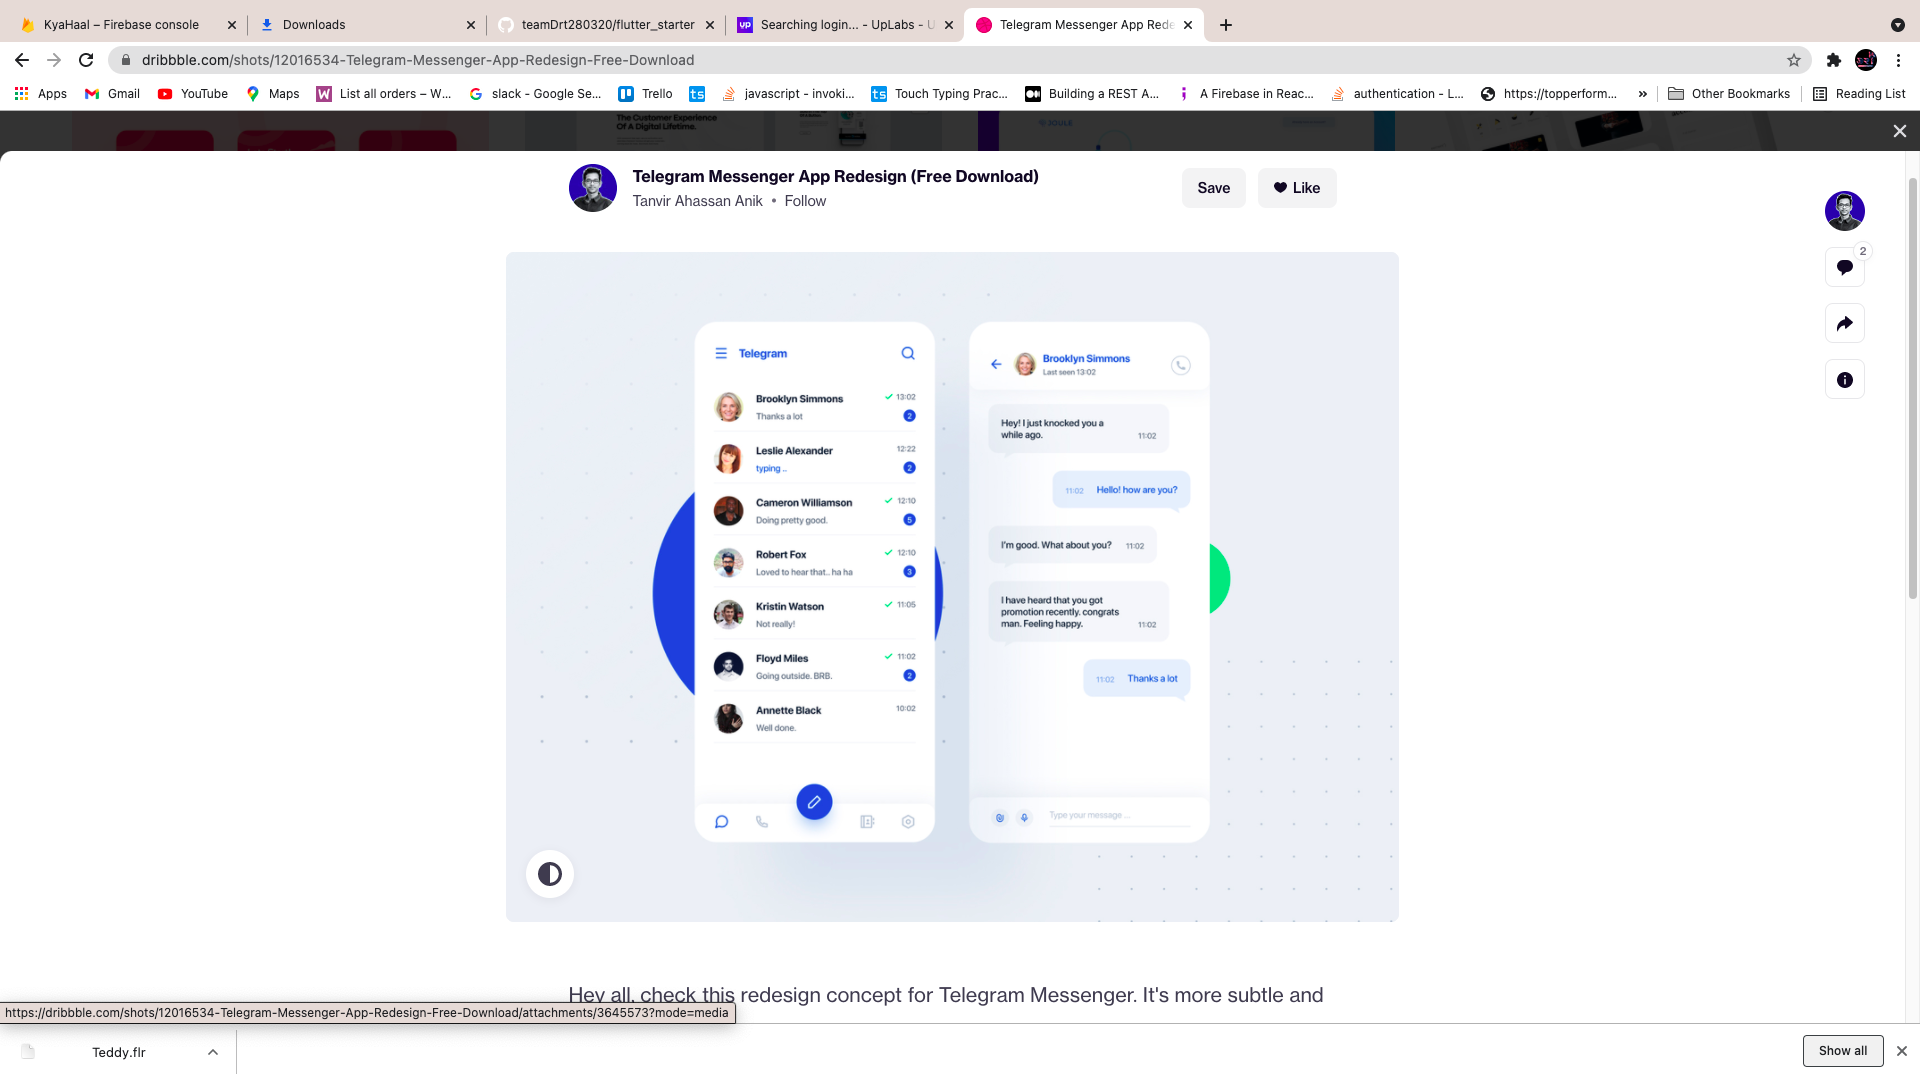 KyaHaal – Firebase console
Downloads
teamDrt280320/flutter_starter
Searching login... - UpLabs - U
Telegram Messenger App Rede
dribbble.com/shots/12016534-Telegram-Messenger-App-Redesign-Free-Download
Apps
Gmail
YouTube
Maps
List all orders – W...
slack - Google Se...
Trello
javascript - invoki...
Touch Typing Prac...
Building a REST A...
A Firebase in Reac...
authentication - L...
https://topperform...
»
Other Bookmarks
Reading List
The Customer Experience
Of A Digital Lifetime.
JOULE
Telegram Messenger App Redesign (Free Download)
Tanvir Ahassan Anik • Follow
Save
Like
2
Telegram
Brooklyn Simmons 13:02
Thanks a lot 2
Leslie Alexander 12:22
typing .. 2
Cameron Williamson 12:10
Doing pretty good. 5
Robert Fox 12:10
Loved to hear that.. ha ha 3
Kristin Watson 11:05
Not really!
Floyd Miles 11:02
Going outside. BRB. 2
Annette Black 10:02
Well done.
Brooklyn Simmons
Last seen 13:02
Hey! I just knocked you a
while ago. 11:02
11:02 Hello! how are you?
I'm good. What about you? 11:02
I have heard that you got
promotion recently. congrats
man. Feeling happy. 11:02
11:02 Thanks a lot
Type your message ...
Hey all, check this redesign concept for Telegram Messenger. It's more subtle and
https://dribbble.com/shots/12016534-Telegram-Messenger-App-Redesign-Free-Download/attachments/3645573?mode=media
Teddy.flr
Show all